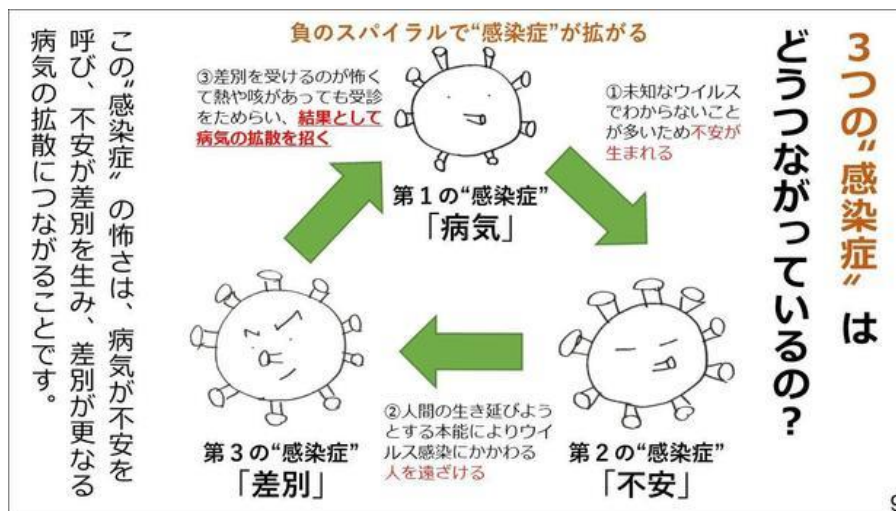 3つの〝感染症〟は
どうつながっているの?
負のスパイラルで“感染症”が拡がる
①未知なウイルス
でわからないこと
が多いため不安が
生まれる
第1の“感染症”
「病気」
②人間の生き延びよう
とする本能によりウイ
ルス感染にかかわる
人を遠ざける
第2の“感染症”
「不安」
③差別を受けるのが怖く
て熱や咳があっても受診
をためらい、結果として
病気の拡散を招く
第3の“感染症”
「差別」
この〝感染症〟の怖さは、病気が不安を
呼び、不安が差別を生み、差別が更なる
病気の拡散につながることです。
9